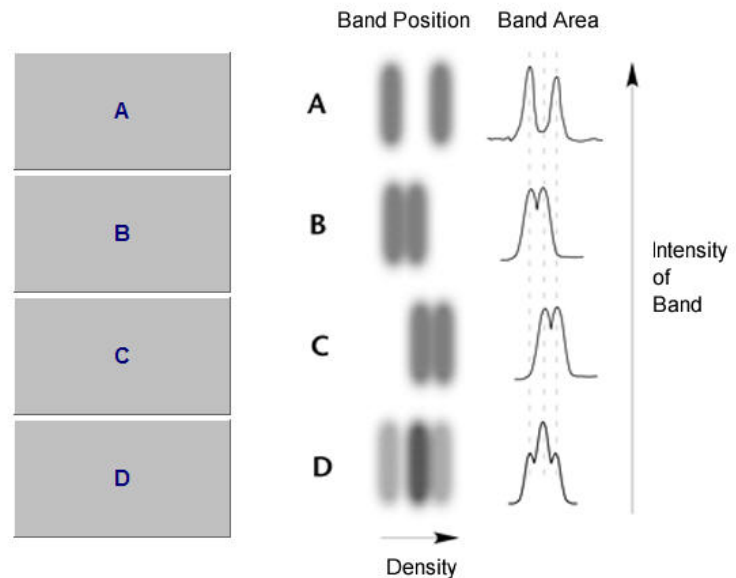 Band Position Band Area
A
B
C
D
A
B
C
D
Intensity
of
Band
Density